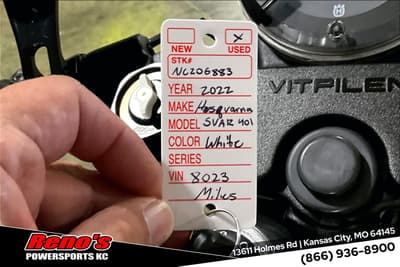 NEW
X
USED
STK#
NC206883
YEAR 2022
MAKE Husqvarna
MODEL SVAR 401
COLOR White
SERIES
VIN 8023
Miles
VITPILEN
Reno's
POWERSPORTS KC
13611 Holmes Rd | Kansas City, MO 64145
(866) 936-8900